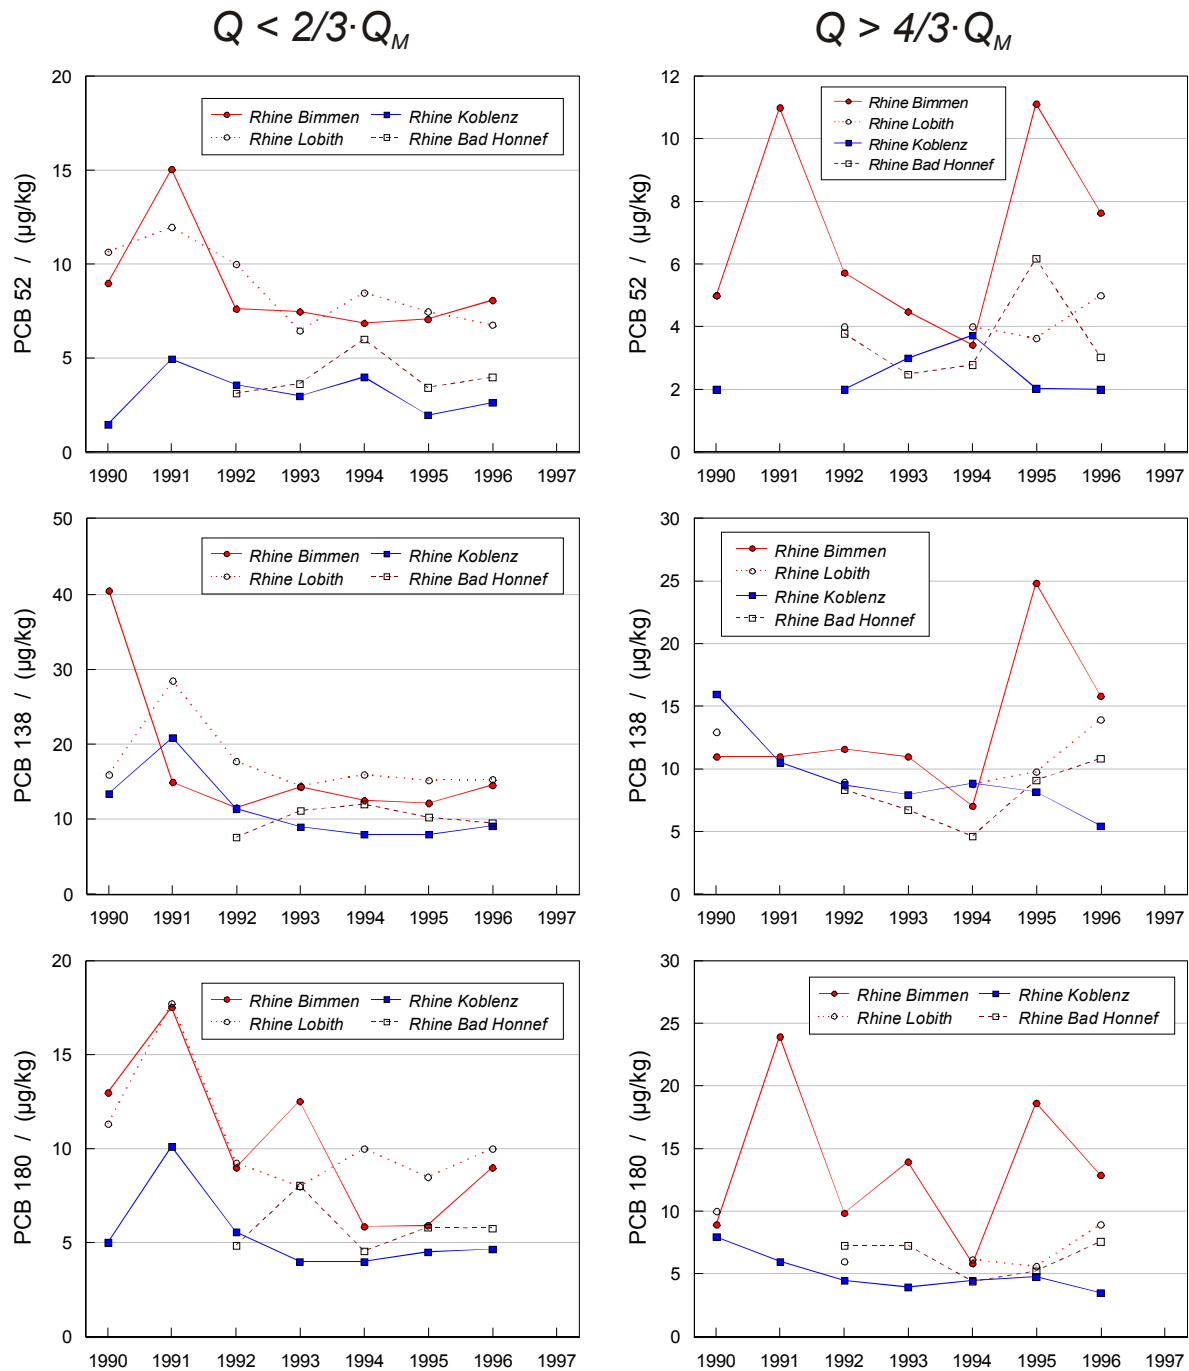 Q < 2/3·QM
Q > 4/3·QM
PCB 52 / (µg/kg)
20
15
10
5
0
Rhine Bimmen
Rhine Koblenz
Rhine Lobith
Rhine Bad Honnef
1990 1991 1992 1993 1994 1995 1996 1997
PCB 52 / (µg/kg)
12
10
8
6
4
2
0
Rhine Bimmen
Rhine Lobith
Rhine Koblenz
Rhine Bad Honnef
1990 1991 1992 1993 1994 1995 1996 1997
PCB 138 / (µg/kg)
50
40
30
20
10
0
Rhine Bimmen
Rhine Koblenz
Rhine Lobith
Rhine Bad Honnef
1990 1991 1992 1993 1994 1995 1996 1997
PCB 138 / (µg/kg)
30
25
20
15
10
5
0
Rhine Bimmen
Rhine Lobith
Rhine Koblenz
Rhine Bad Honnef
1990 1991 1992 1993 1994 1995 1996 1997
PCB 180 / (µg/kg)
20
15
10
5
0
Rhine Bimmen
Rhine Koblenz
Rhine Lobith
Rhine Bad Honnef
1990 1991 1992 1993 1994 1995 1996 1997
PCB 180 / (µg/kg)
30
25
20
15
10
5
0
Rhine Bimmen
Rhine Koblenz
Rhine Lobith
Rhine Bad Honnef
1990 1991 1992 1993 1994 1995 1996 1997